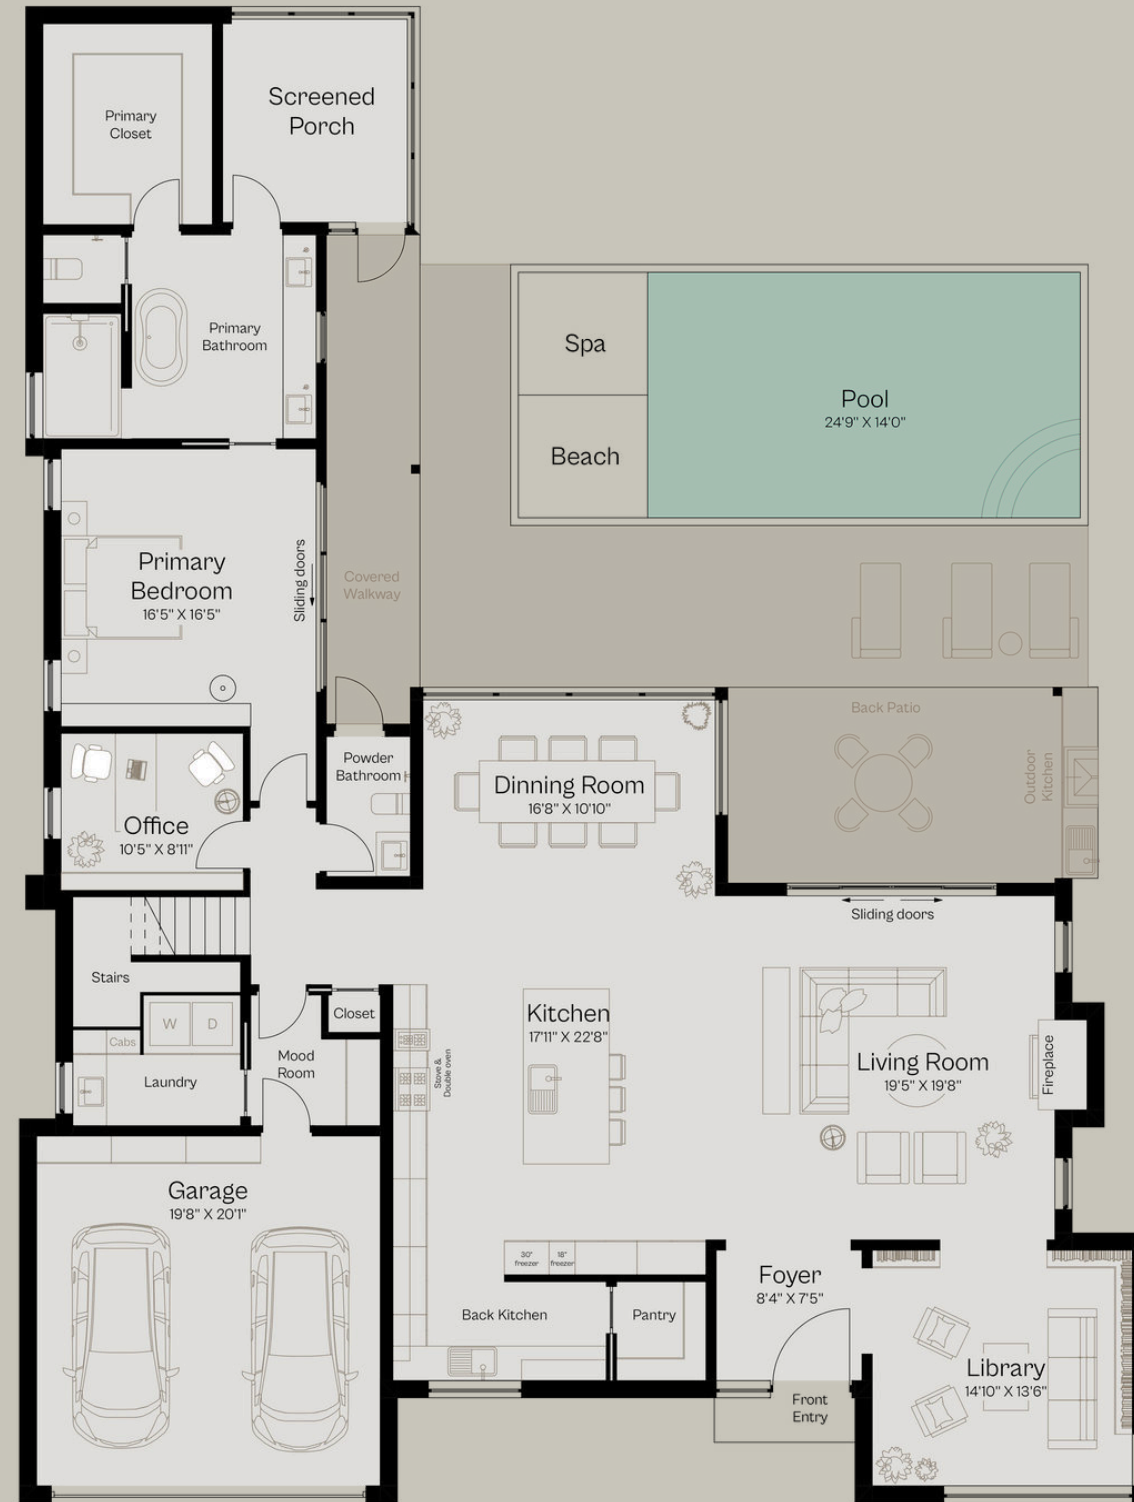 Primary
Closet
Screened
Porch
Primary
Bathroom
Spa
Beach
Pool
24'9" X 14'0"
Primary
Bedroom
16'5" X 16'5"
Sliding doors
Covered
Walkway
Back Patio
Outdoor
Kitchen
Powder
Bathroom
Dinning Room
16'8" X 10'10"
Office
10'5" X 8'11"
Sliding doors
Stairs
W
D
Cabs
Laundry
Closet
Mood
Room
Stove &
Double oven
Kitchen
17'11" X 22'8"
Living Room
19'5" X 19'8"
Fireplace
Garage
19'8" X 20'1"
30"
freezer
18"
freezer
Back Kitchen
Pantry
Foyer
8'4" X 7'5"
Front
Entry
Library
14'10" X 13'6"